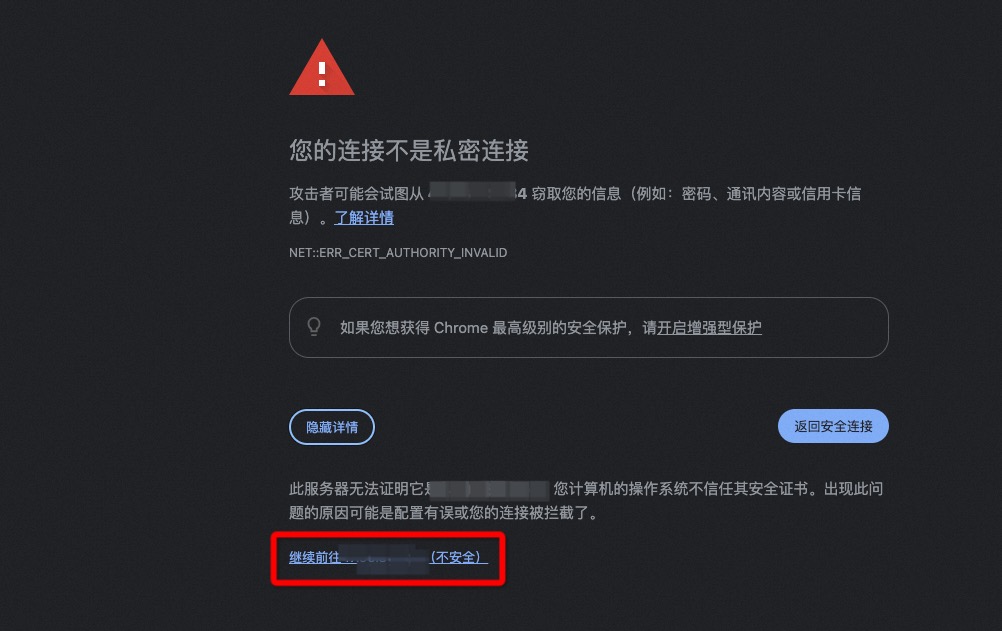 您的连接不是私密连接
攻击者可能会试图从 4 窃取您的信息（例如：密码、通讯内容或信用卡信
息）。了解详情
NET::ERR_CERT_AUTHORITY_INVALID
如果您想获得 Chrome 最高级别的安全保护，请开启增强型保护
隐藏详情
返回安全连接
此服务器无法证明它是 您计算机的操作系统不信任其安全证书。出现此问
题的原因可能是配置有误或您的连接被拦截了。
继续前往 （不安全）